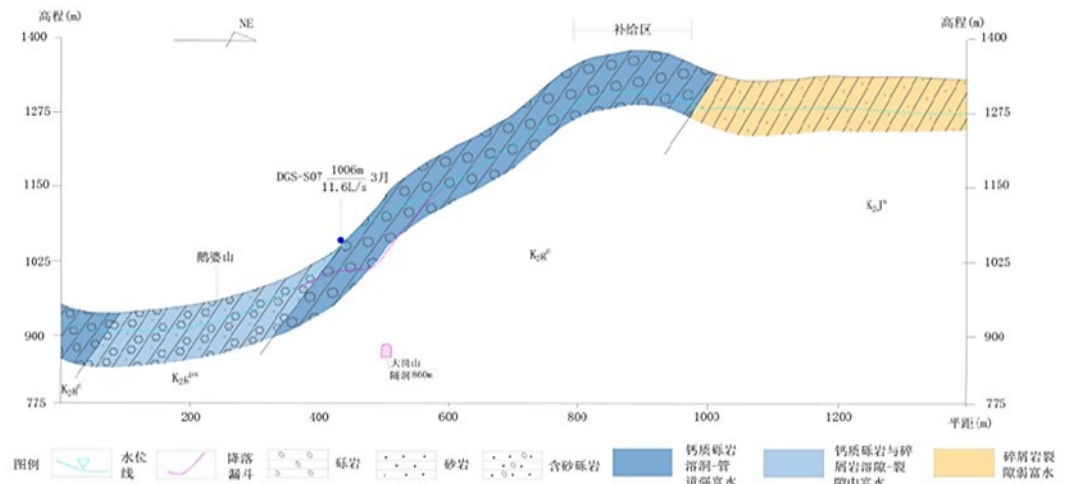 高程(m)
NE
补给区
高程(m)
1400
1400
1275
1275
DGS-S07 1006m 3月
11.6L/s
1150
1150
K₂Jᵃ
鹅婆山
K₂gᶜ
1025
1025
900
900
大岗山
隧洞860m
K₂gᶜ
K₂gᵖˢ
775
775
200
400
600
800
1000
1200
平距(m)
图例
水位
线
降落
漏斗
砾岩
砂岩
含砂砾岩
钙质砾岩
溶洞-管
道强富水
钙质砾岩与碎
屑岩溶隙-裂
隙中富水
碎屑岩裂
隙弱富水